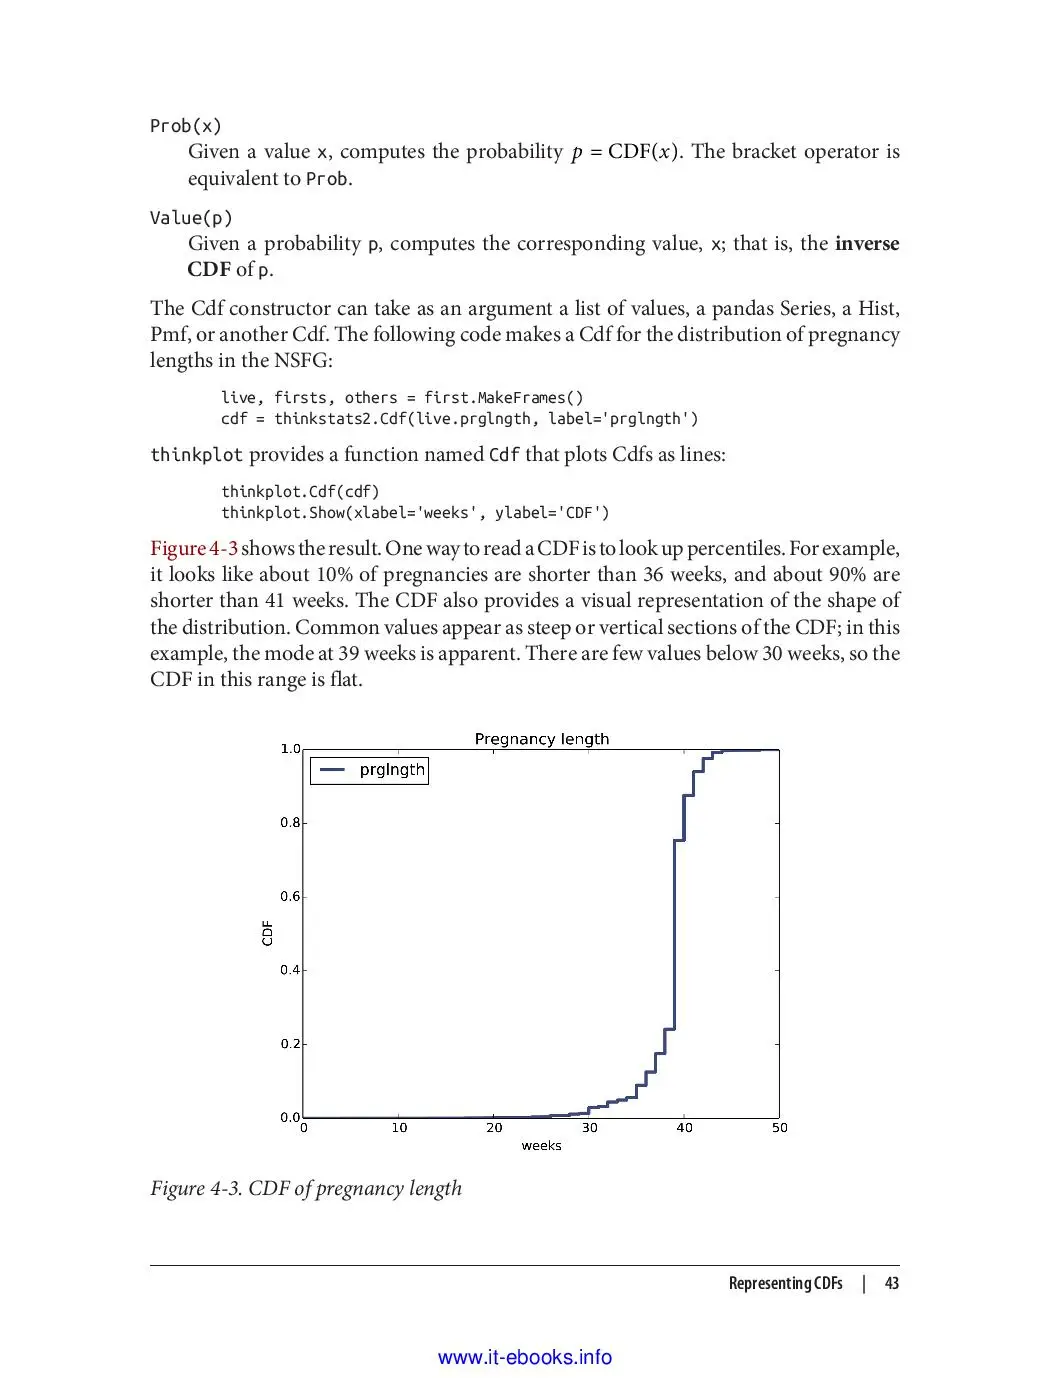 Prob(x)
Given a value x, computes the probability p = CDF(x). The bracket operator is
equivalent to Prob.
Value(p)
Given a probability p, computes the corresponding value, x; that is, the inverse
CDF of p.
The Cdf constructor can take as an argument a list of values, a pandas Series, a Hist,
Pmf, or another Cdf. The following code makes a Cdf for the distribution of pregnancy
lengths in the NSFG:
live, firsts, others = first.MakeFrames()
cdf = thinkstats2.Cdf(live.prglngth, label='prglngth')
thinkplot provides a function named Cdf that plots Cdfs as lines:
thinkplot.Cdf(cdf)
thinkplot.Show(xlabel='weeks', ylabel='CDF')
Figure 4-3 shows the result. One way to read a CDF is to look up percentiles. For example,
it looks like about 10% of pregnancies are shorter than 36 weeks, and about 90% are
shorter than 41 weeks. The CDF also provides a visual representation of the shape of
the distribution. Common values appear as steep or vertical sections of the CDF; in this
example, the mode at 39 weeks is apparent. There are few values below 30 weeks, so the
CDF in this range is flat.
Pregnancy length
1.0
prglngth
0.8
0.6
CDF
0.4
0.2
0.0
0 10 20 30 40 50
weeks
Figure 4-3. CDF of pregnancy length
Representing CDFs | 43
www.it-ebooks.info